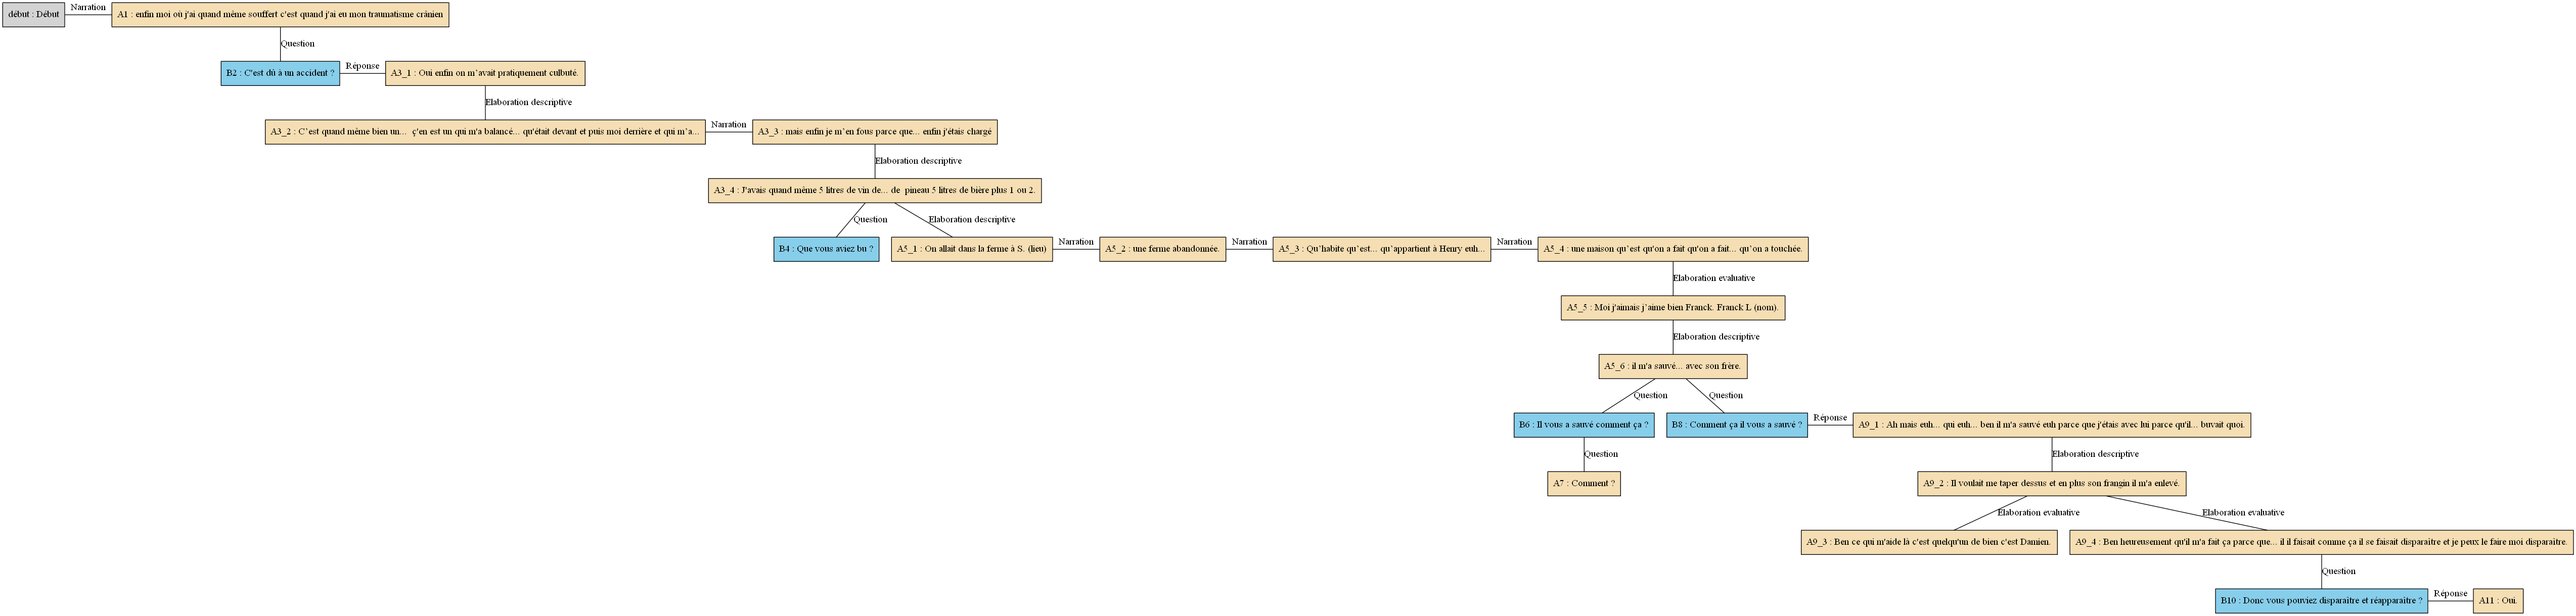 début : Début
Narration
A1 : enfin moi où j'ai quand même souffert c'est quand j'ai eu mon traumatisme crânien
Question
B2 : C'est dû à un accident ?
Réponse
A3_1 : Oui enfin on m'avait pratiquement culbuté.
Elaboration descriptive
A3_2 : C'est quand même bien un... ç'en est un qui m'a balancé... qu'était devant et puis moi derrière et qui m'a...
Narration
A3_3 : mais enfin je m'en fous parce que... enfin j'étais chargé
Elaboration descriptive
A3_4 : J'avais quand même 5 litres de vin de... de pineau 5 litres de bière plus 1 ou 2.
Question
Elaboration descriptive
B4 : Que vous aviez bu ?
A5_1 : On allait dans la ferme à S. (lieu)
Narration
A5_2 : une ferme abandonnée.
Narration
A5_3 : Qu'habite qu'est... qu'appartient à Henry euh...
Narration
A5_4 : une maison qu'est qu'on a fait qu'on a fait... qu'on a touchée.
Elaboration evaluative
A5_5 : Moi j'aimais j'aime bien Franck. Franck L (nom).
Elaboration descriptive
A5_6 : il m'a sauvé... avec son frère.
Question
Question
B6 : Il vous a sauvé comment ça ?
B8 : Comment ça il vous a sauvé ?
Réponse
A9_1 : Ah mais euh... qui euh... ben il m'a sauvé euh parce que j'étais avec lui parce qu'il... buvait quoi.
Question
Elaboration descriptive
A7 : Comment ?
A9_2 : Il voulait me taper dessus et en plus son frangin il m'a enlevé.
Elaboration evaluative
Elaboration evaluative
A9_3 : Ben ce qui m'aide là c'est quelqu'un de bien c'est Damien.
A9_4 : Ben heureusement qu'il m'a fait ça parce que... il il faisait comme ça il se faisait disparaître et je peux le faire moi disparaître.
Question
B10 : Donc vous pouviez disparaître et réapparaître ?
Réponse
A11 : Oui.